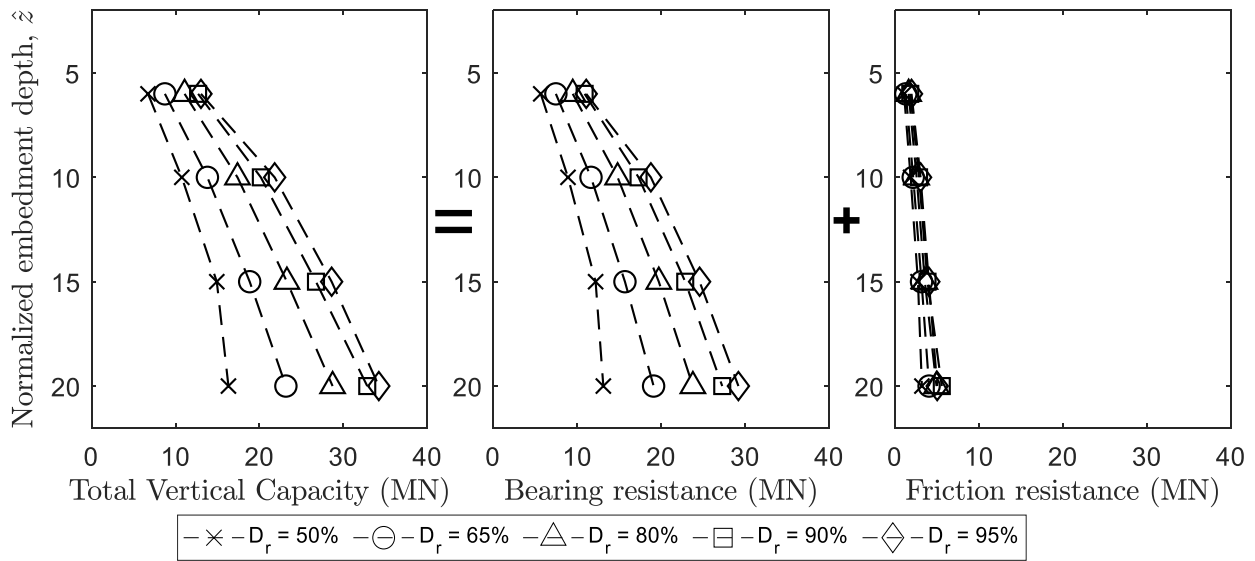 Normalized embedment depth, ẑ
5
10
15
20
0 10 20 30 40
Total Vertical Capacity (MN)
=
5
10
15
20
0 10 20 30 40
Bearing resistance (MN)
+
5
10
15
20
0 10 20 30 40
Friction resistance (MN)
D_r = 50% D_r = 65% D_r = 80% D_r = 90% D_r = 95%